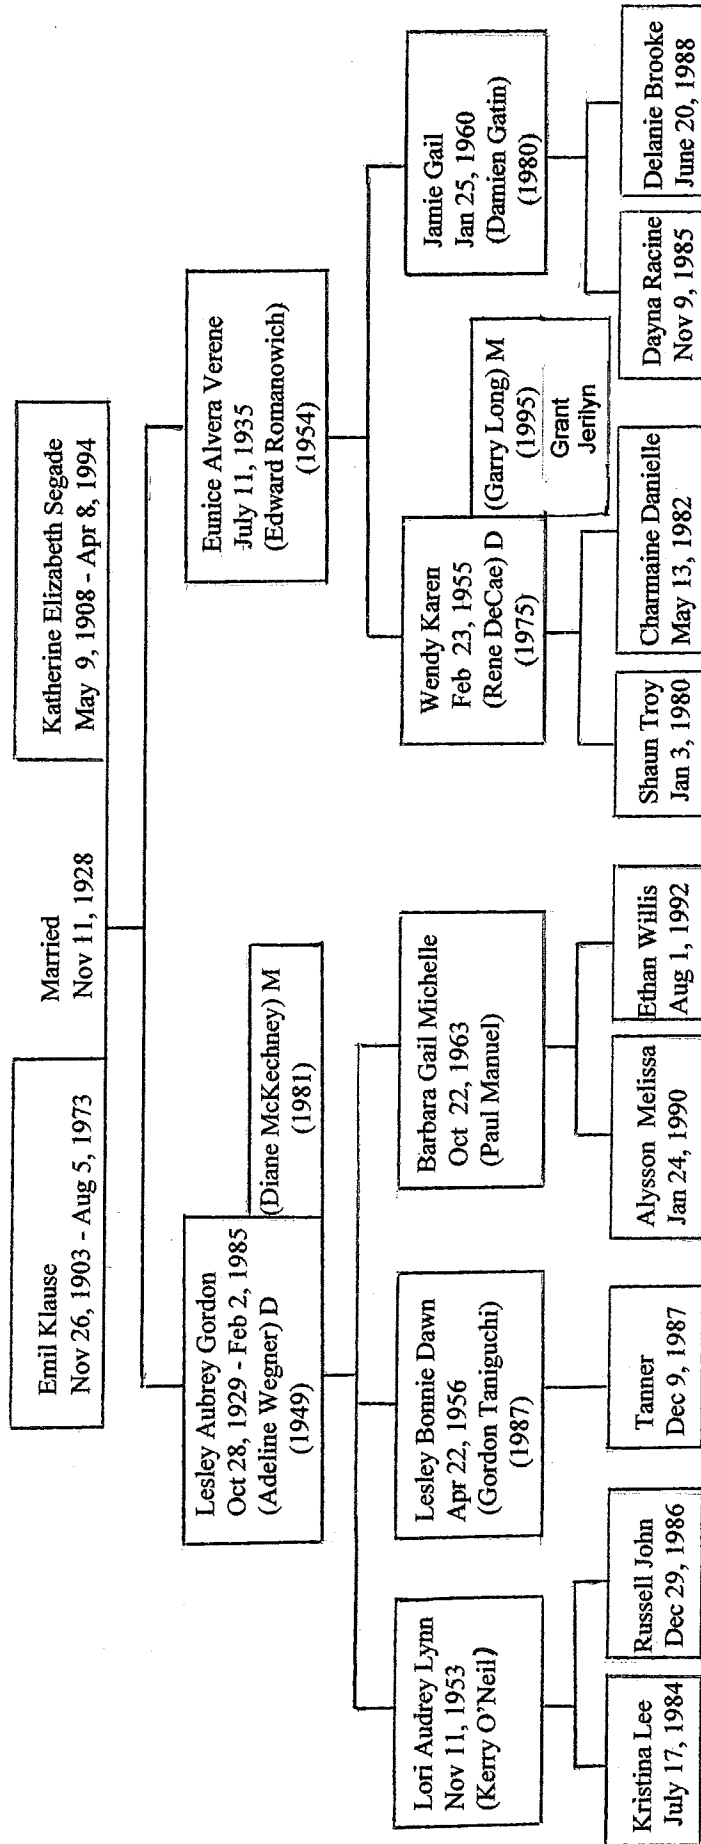 Emil Klause
Nov 26, 1903 - Aug 5, 1973
Married
Nov 11, 1928
Katherine Elizabeth Segade
May 9, 1908 - Apr 8, 1994
Lesley Aubrey Gordon
Oct 28, 1929 - Feb 2, 1985
(Adeline Wegner) D
(1949)
(Diane McKechney) M
(1981)
Eunice Alvera Verene
July 11, 1935
(Edward Romanowich)
(1954)
Lori Audrey Lynn
Nov 11, 1953
(Kerry O'Neil)
Lesley Bonnie Dawn
Apr 22, 1956
(Gordon Taniguchi)
(1987)
Barbara Gail Michelle
Oct 22, 1963
(Paul Manuel)
Wendy Karen
Feb 23, 1955
(Rene DeCae) D
(1975)
(Garry Long) M
(1995)
Grant
Jerilyn
Jamie Gail
Jan 25, 1960
(Damien Gatin)
(1980)
Kristina Lee
July 17, 1984
Russell John
Dec 29, 1986
Tanner
Dec 9, 1987
Alysson Melissa
Jan 24, 1990
Ethan Willis
Aug 1, 1992
Shaun Troy
Jan 3, 1980
Charmaine Danielle
May 13, 1982
Dayna Racine
Nov 9, 1985
Delanie Brooke
June 20, 1988